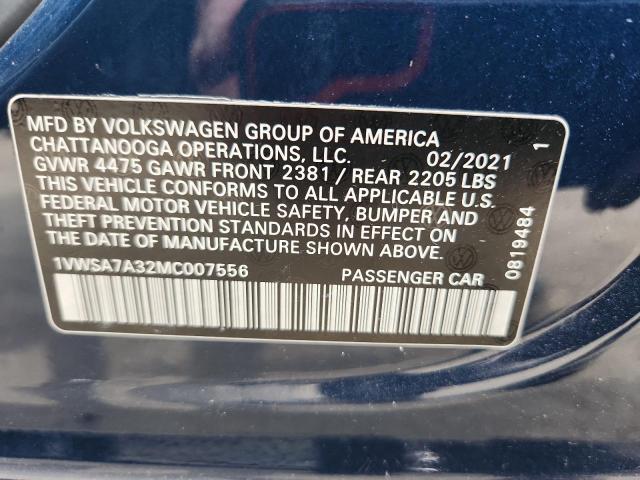 MFD BY VOLKSWAGEN GROUP OF AMERICA
CHATTANOOGA OPERATIONS, LLC. 02/2021 1
GVWR 4475 GAWR FRONT 2381 / REAR 2205 LBS
THIS VEHICLE CONFORMS TO ALL APPLICABLE U.S.
FEDERAL MOTOR VEHICLE SAFETY, BUMPER AND
THEFT PREVENTION STANDARDS IN EFFECT ON
THE DATE OF MANUFACTURE SHOWN ABOVE.
1VWSA7A32MC007556 PASSENGER CAR
0819484